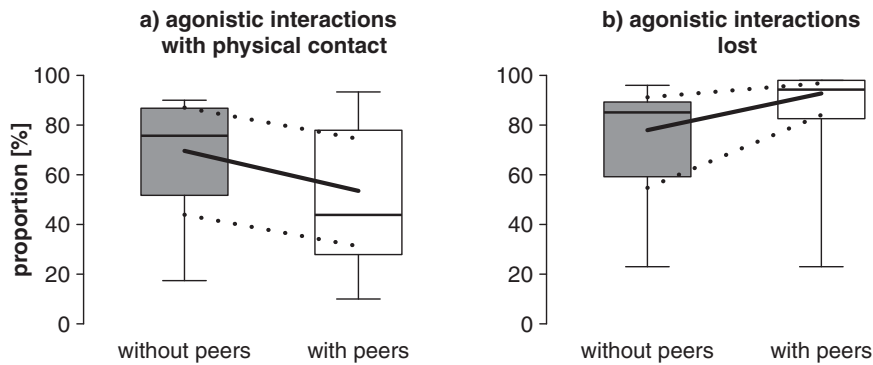 a) agonistic interactions
with physical contact
b) agonistic interactions
lost
proportion [%]
100
80
60
40
20
0
without peers
with peers
100
80
60
40
20
0
without peers
with peers